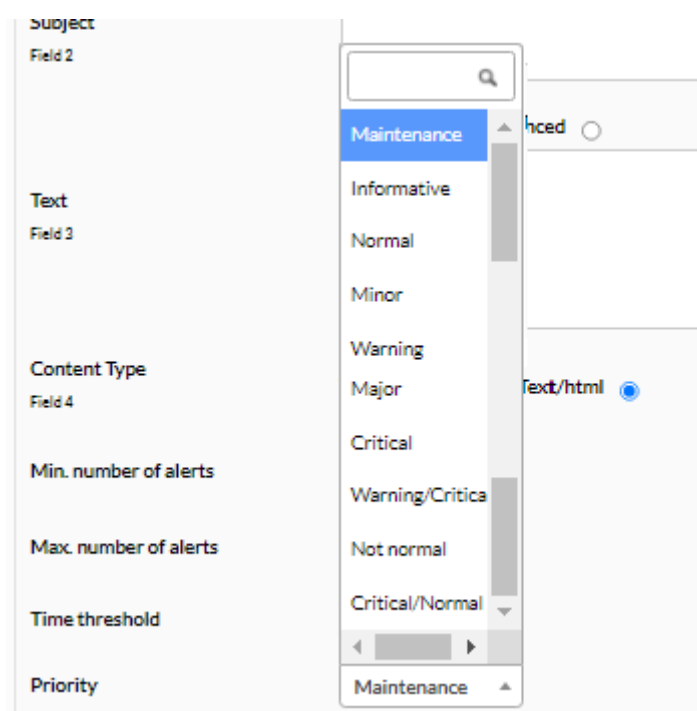 Subject
Field 2
Maintenance
Informative
Text
Field 3
Normal
Minor
Warning
Content Type
Major
Text/html
Field 4
Critical
Min. number of alerts
Warning/Critica
Max. number of alerts
Not normal
Critical/Normal
Time threshold
Priority
Maintenance